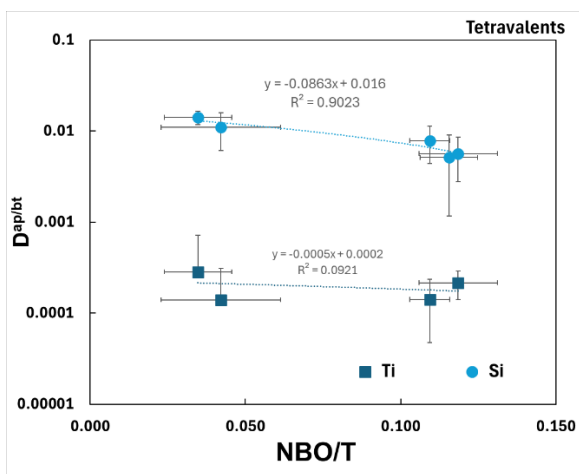 Tetravalents
0.1
y = -0.0863x + 0.016
R² = 0.9023
0.01
D^ap/bt
0.001
y = -0.0005x + 0.0002
R² = 0.0921
0.0001
Ti Si
0.00001
0.000 0.050 0.100 0.150
NBO/T